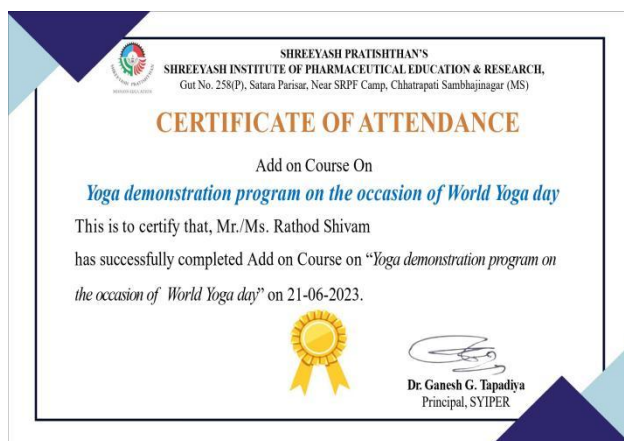 SHREEYASH PRATISHTHAN'S
SHREEYASH INSTITUTE OF PHARMACEUTICAL EDUCATION & RESEARCH,
Gut No. 258(P), Satara Parisar, Near SRPF Camp, Chhatrapati Sambhajinagar (MS)
CERTIFICATE OF ATTENDANCE
Add on Course On
Yoga demonstration program on the occasion of World Yoga day
This is to certify that, Mr./Ms. Rathod Shivam
has successfully completed Add on Course on “Yoga demonstration program on
the occasion of World Yoga day” on 21-06-2023.
Dr. Ganesh G. Tapadiya
Principal, SYIPER